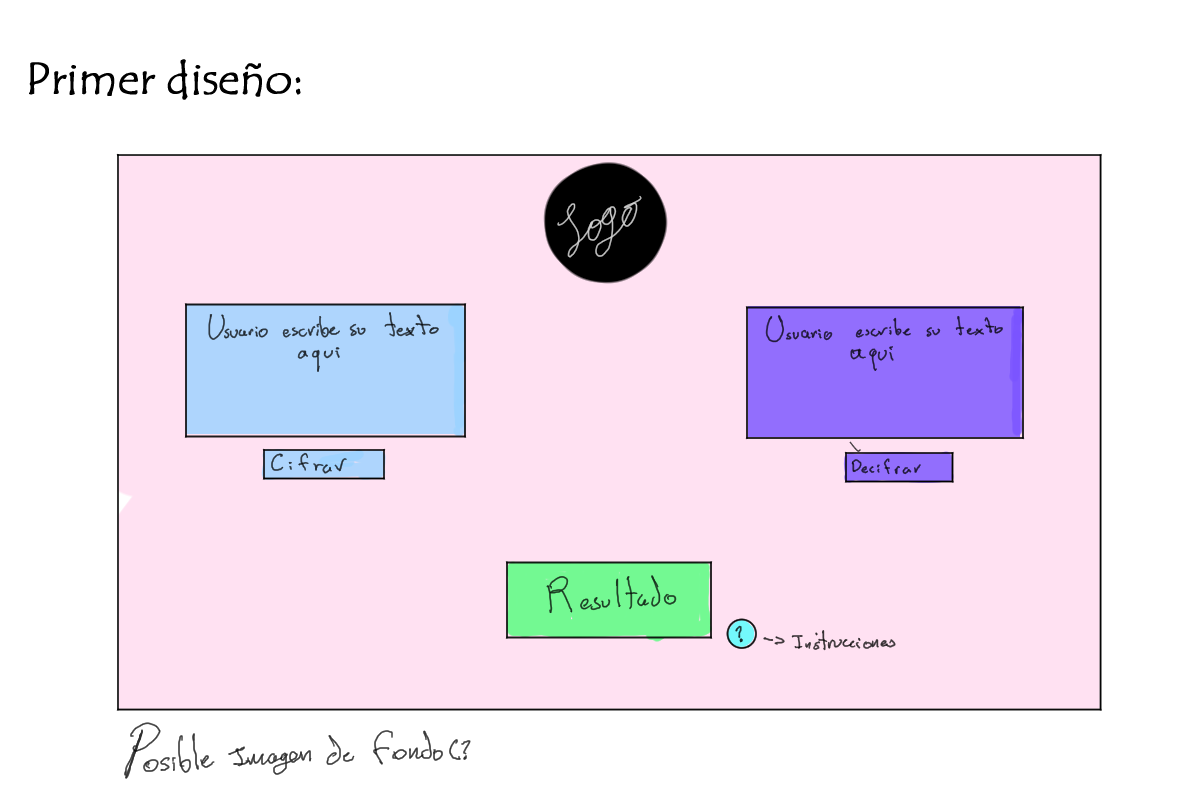 Primer diseño:
Logo
Usuario escribe su texto
aqui
Cifrar
Usuario escribe su texto
aqui
Decifrar
Resultado
? -> Instrucciones
Posible Imagen de fondo C?